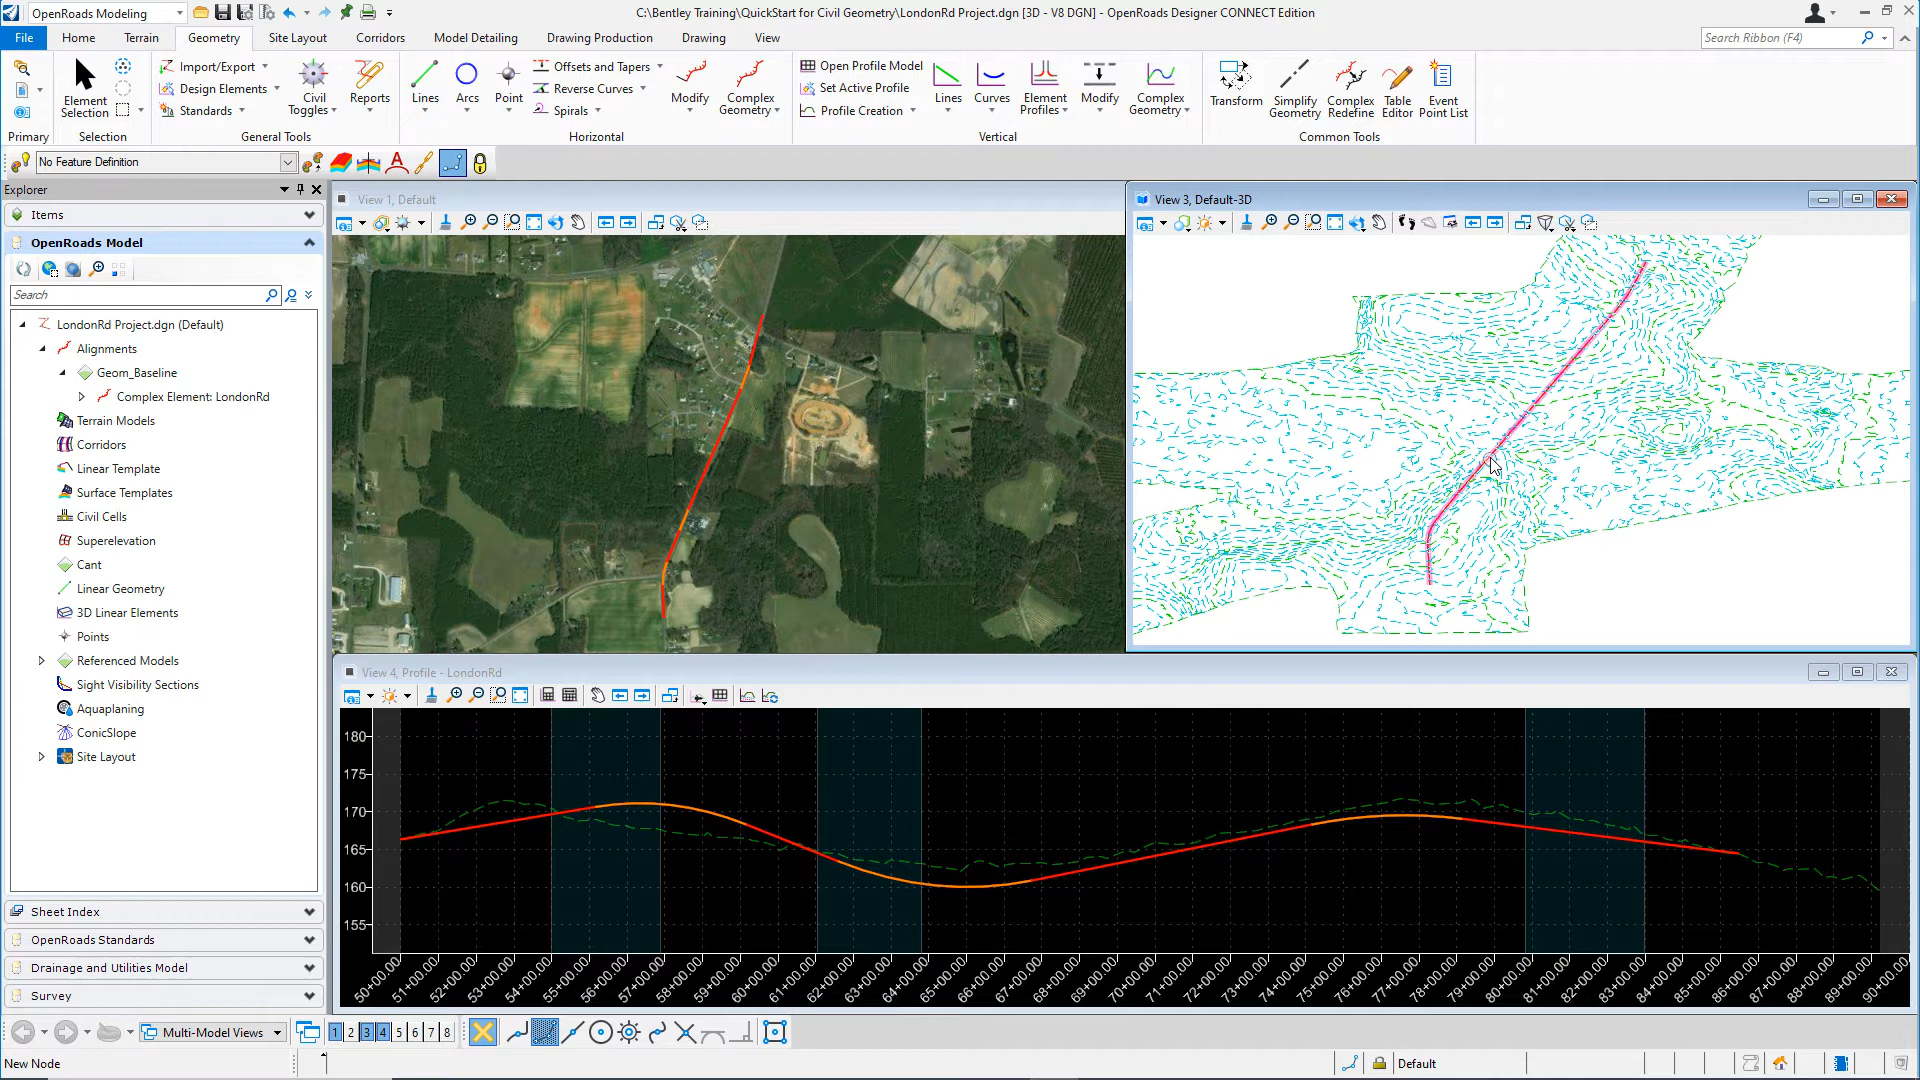 OpenRoads Modeling
C:\Bentley Training\QuickStart for Civil Geometry\LondonRd Project.dgn [3D - V8 DGN] - OpenRoads Designer CONNECT Edition
File Home Terrain Geometry Site Layout Corridors Model Detailing Drawing Production Drawing View
Search Ribbon (F4)
Element Selection
Primary
Selection
Import/Export
Design Elements
Standards
Civil Toggles
Reports
General Tools
Lines
Arcs
Point
Offsets and Tapers
Reverse Curves
Spirals
Modify
Complex Geometry
Horizontal
Open Profile Model
Set Active Profile
Profile Creation
Lines
Curves
Element Profiles
Modify
Complex Geometry
Vertical
Transform
Simplify Geometry
Complex Redefine
Table Editor
Event Point List
Common Tools
No Feature Definition
Explorer
Items
OpenRoads Model
Search
LondonRd Project.dgn (Default)
Alignments
Geom_Baseline
Complex Element: LondonRd
Terrain Models
Corridors
Linear Template
Surface Templates
Civil Cells
Superelevation
Cant
Linear Geometry
3D Linear Elements
Points
Referenced Models
Sight Visibility Sections
Aquaplaning
ConicSlope
Site Layout
Sheet Index
OpenRoads Standards
Drainage and Utilities Model
Survey
View 1, Default
View 3, Default-3D
View 4, Profile - LondonRd
180
175
170
165
160
155
50+00.00 51+00.00 52+00.00 53+00.00 54+00.00 55+00.00 56+00.00 57+00.00 58+00.00 59+00.00 60+00.00 61+00.00 62+00.00 63+00.00 64+00.00 65+00.00 66+00.00 67+00.00 68+00.00 69+00.00 70+00.00 71+00.00 72+00.00 73+00.00 74+00.00 75+00.00 76+00.00 77+00.00 78+00.00 79+00.00 80+00.00 81+00.00 82+00.00 83+00.00 84+00.00 85+00.00 86+00.00 87+00.00 88+00.00 89+00.00 90+00.00
Multi-Model Views
1 2 3 4 5 6 7 8
New Node
Default